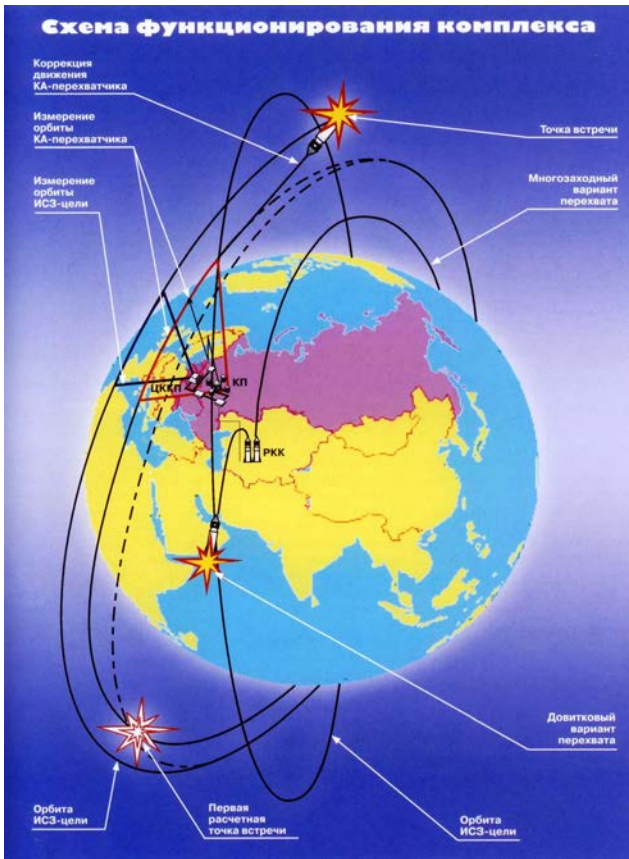 Схема функционирования комплекса
Коррекция
движения
КА-перехватчика
Измерение
орбиты
КА-перехватчика
Измерение
орбиты
ИСЗ-цели
Точка встречи
Многозаходный
вариант
перехвата
ЦККП
КП
РКК
Довитковый
вариант
перехвата
Орбита
ИСЗ-цели
Первая
расчетная
точка встречи
Орбита
ИСЗ-цели